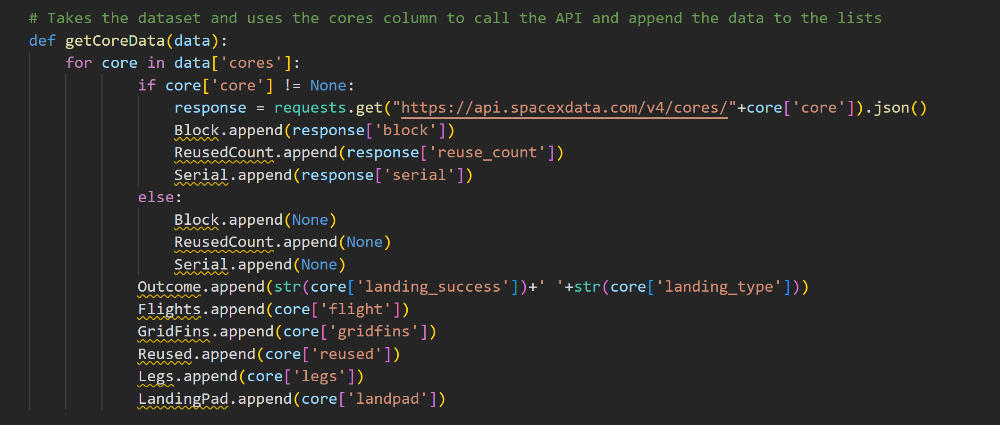 # Takes the dataset and uses the cores column to call the API and append the data to the lists
def getCoreData(data):
    for core in data['cores']:
            if core['core'] != None:
                response = requests.get("https://api.spacexdata.com/v4/cores/"+core['core']).json()
                Block.append(response['block'])
                ReusedCount.append(response['reuse_count'])
                Serial.append(response['serial'])
            else:
                Block.append(None)
                ReusedCount.append(None)
                Serial.append(None)
            Outcome.append(str(core['landing_success'])+' '+str(core['landing_type']))
            Flights.append(core['flight'])
            GridFins.append(core['gridfins'])
            Reused.append(core['reused'])
            Legs.append(core['legs'])
            LandingPad.append(core['landpad'])